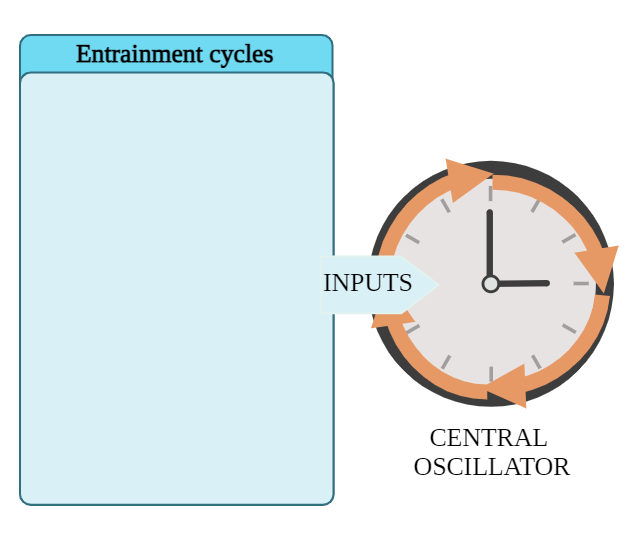 Entrainment cycles
INPUTS
CENTRAL
OSCILLATOR